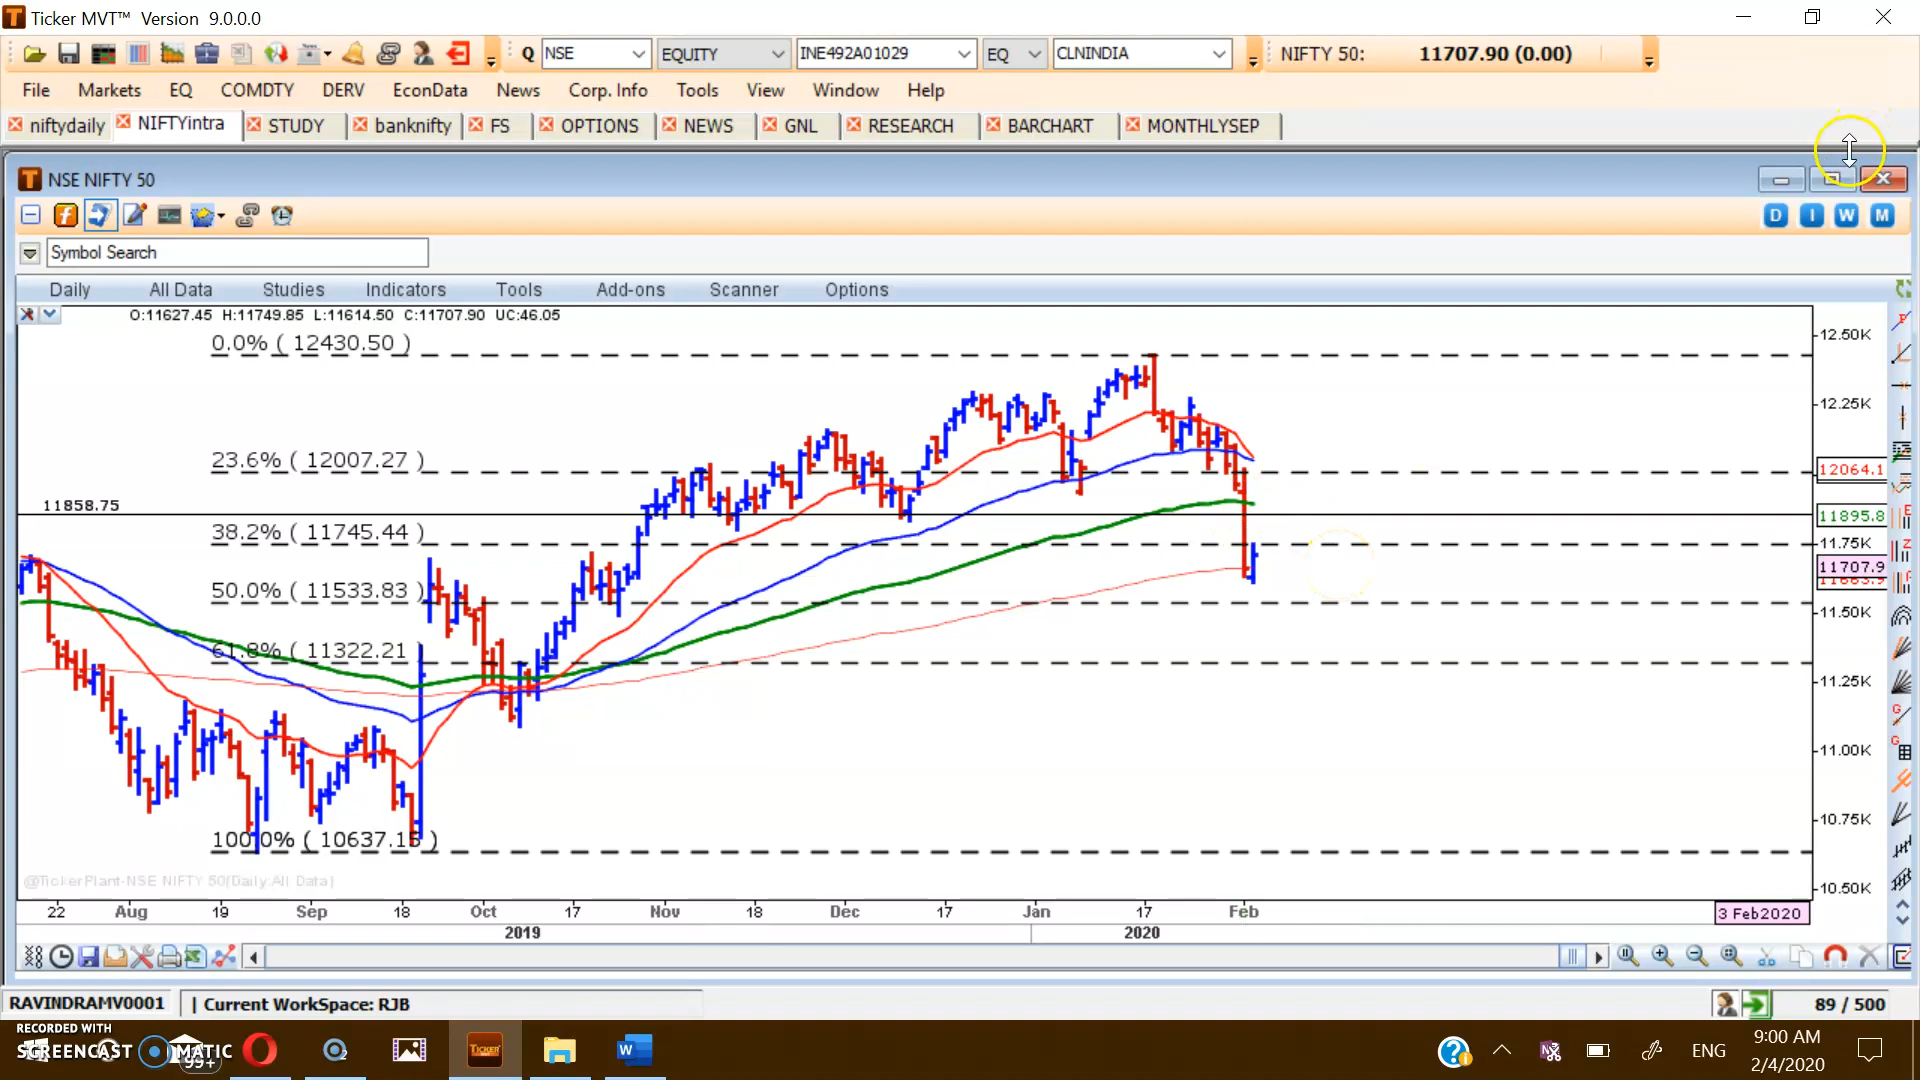 Ticker MVT™ Version 9.0.0.0
Q NSE EQUITY INE492A01029 EQ CLNINDIA NIFTY 50: 11707.90 (0.00)
File Markets EQ COMDTY DERV EconData News Corp. Info Tools View Window Help
niftydaily NIFTYintra STUDY banknifty FS OPTIONS NEWS GNL RESEARCH BARCHART MONTHLYSEP
NSE NIFTY 50
D I W M
Symbol Search
Daily All Data Studies Indicators Tools Add-ons Scanner Options
O:11627.45 H:11749.85 L:11614.50 C:11707.90 UC:46.05
0.0% ( 12430.50 )
12.50K
12.25K
23.6% ( 12007.27 )
12064.1
11858.75
11895.8
38.2% ( 11745.44 )
11.75K
11707.9
50.0% ( 11533.83 )
11.50K
61.8% ( 11322.21
11.25K
11.00K
10.75K
100.0% ( 10637.15 )
@TickerPlant-NSE NIFTY 50(Daily:All Data)
10.50K
22 Aug 19 Sep 18 Oct 17 Nov 18 Dec 17 Jan 17 Feb 3 Feb2020
2019 2020
RAVINDRAMV0001 | Current WorkSpace: RJB 89 / 500
RECORDED WITH
SCREENCAST MATIC
99+
ENG
9:00 AM
2/4/2020